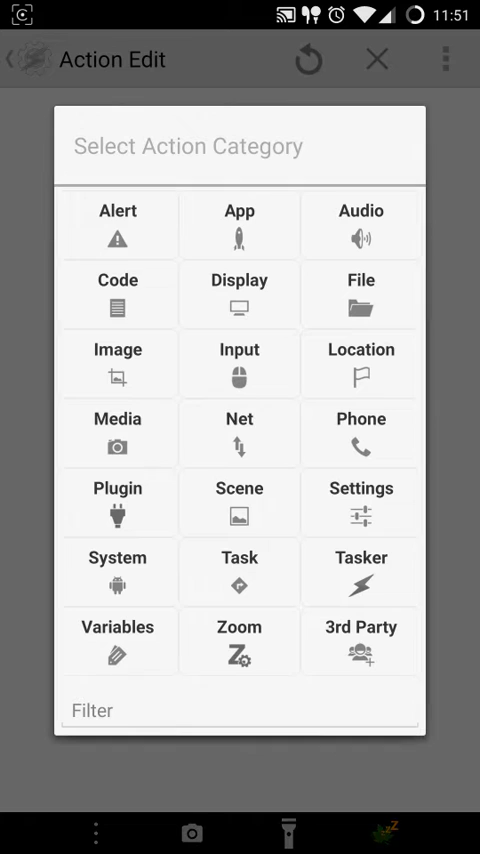 11:51
Action Edit
Select Action Category
Alert App Audio
Code Display File
Image Input Location
Media Net Phone
Plugin Scene Settings
System Task Tasker
Variables Zoom 3rd Party
Filter